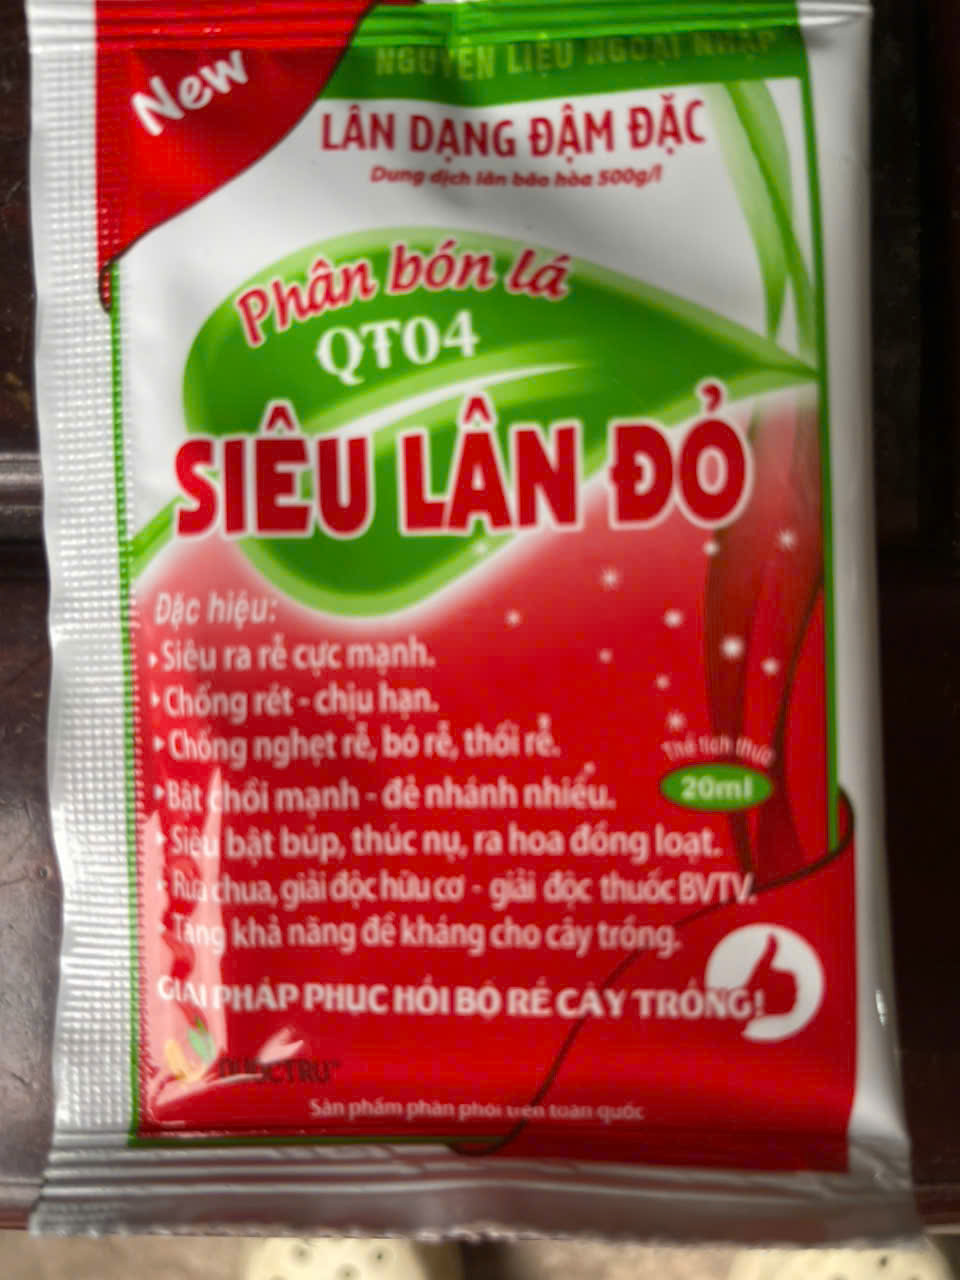 New
NGUYÊN LIỆU NGOẠI NHẬP
LÂN DẠNG ĐẬM ĐẶC
Dung dịch lân bão hòa 500g/l
Phân bón lá
QT04
SIÊU LÂN ĐỎ
Đặc hiệu:
Siêu ra rễ cực mạnh.
Chống rét - chịu hạn.
Chống nghẹt rễ, bó rễ, thối rễ.
Bật chồi mạnh - đẻ nhánh nhiều.
Siêu bật búp, thúc nụ, ra hoa đồng loạt.
Rửa chua, giải độc hữu cơ - giải độc thuốc BVTV.
Tăng khả năng đề kháng cho cây trồng.
Thể tích thực
20ml
GIẢI PHÁP PHỤC HỒI BỘ RỄ CÂY TRỒNG!
Sản phẩm phân phối trên toàn quốc